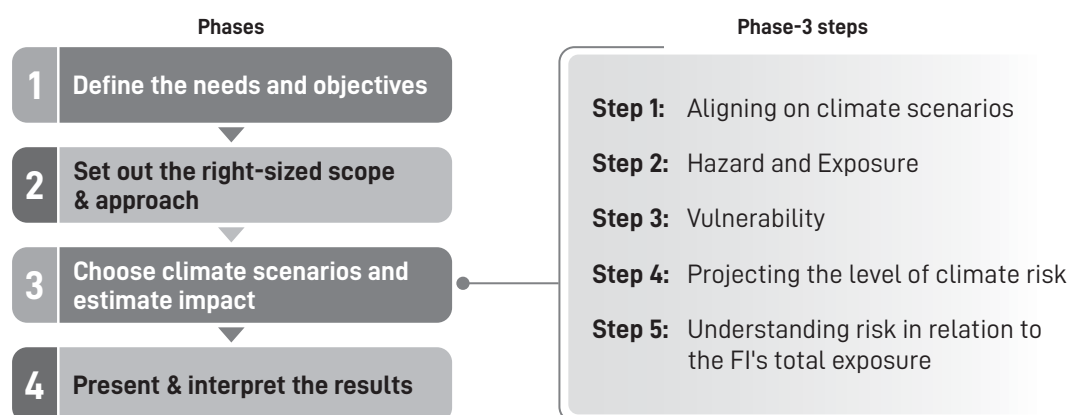 Phases
1
Define the needs and objectives
2
Set out the right-sized scope
& approach
3
Choose climate scenarios and
estimate impact
4
Present & interpret the results
Phase-3 steps
Step 1: Aligning on climate scenarios
Step 2: Hazard and Exposure
Step 3: Vulnerability
Step 4: Projecting the level of climate risk
Step 5: Understanding risk in relation to
the FI's total exposure